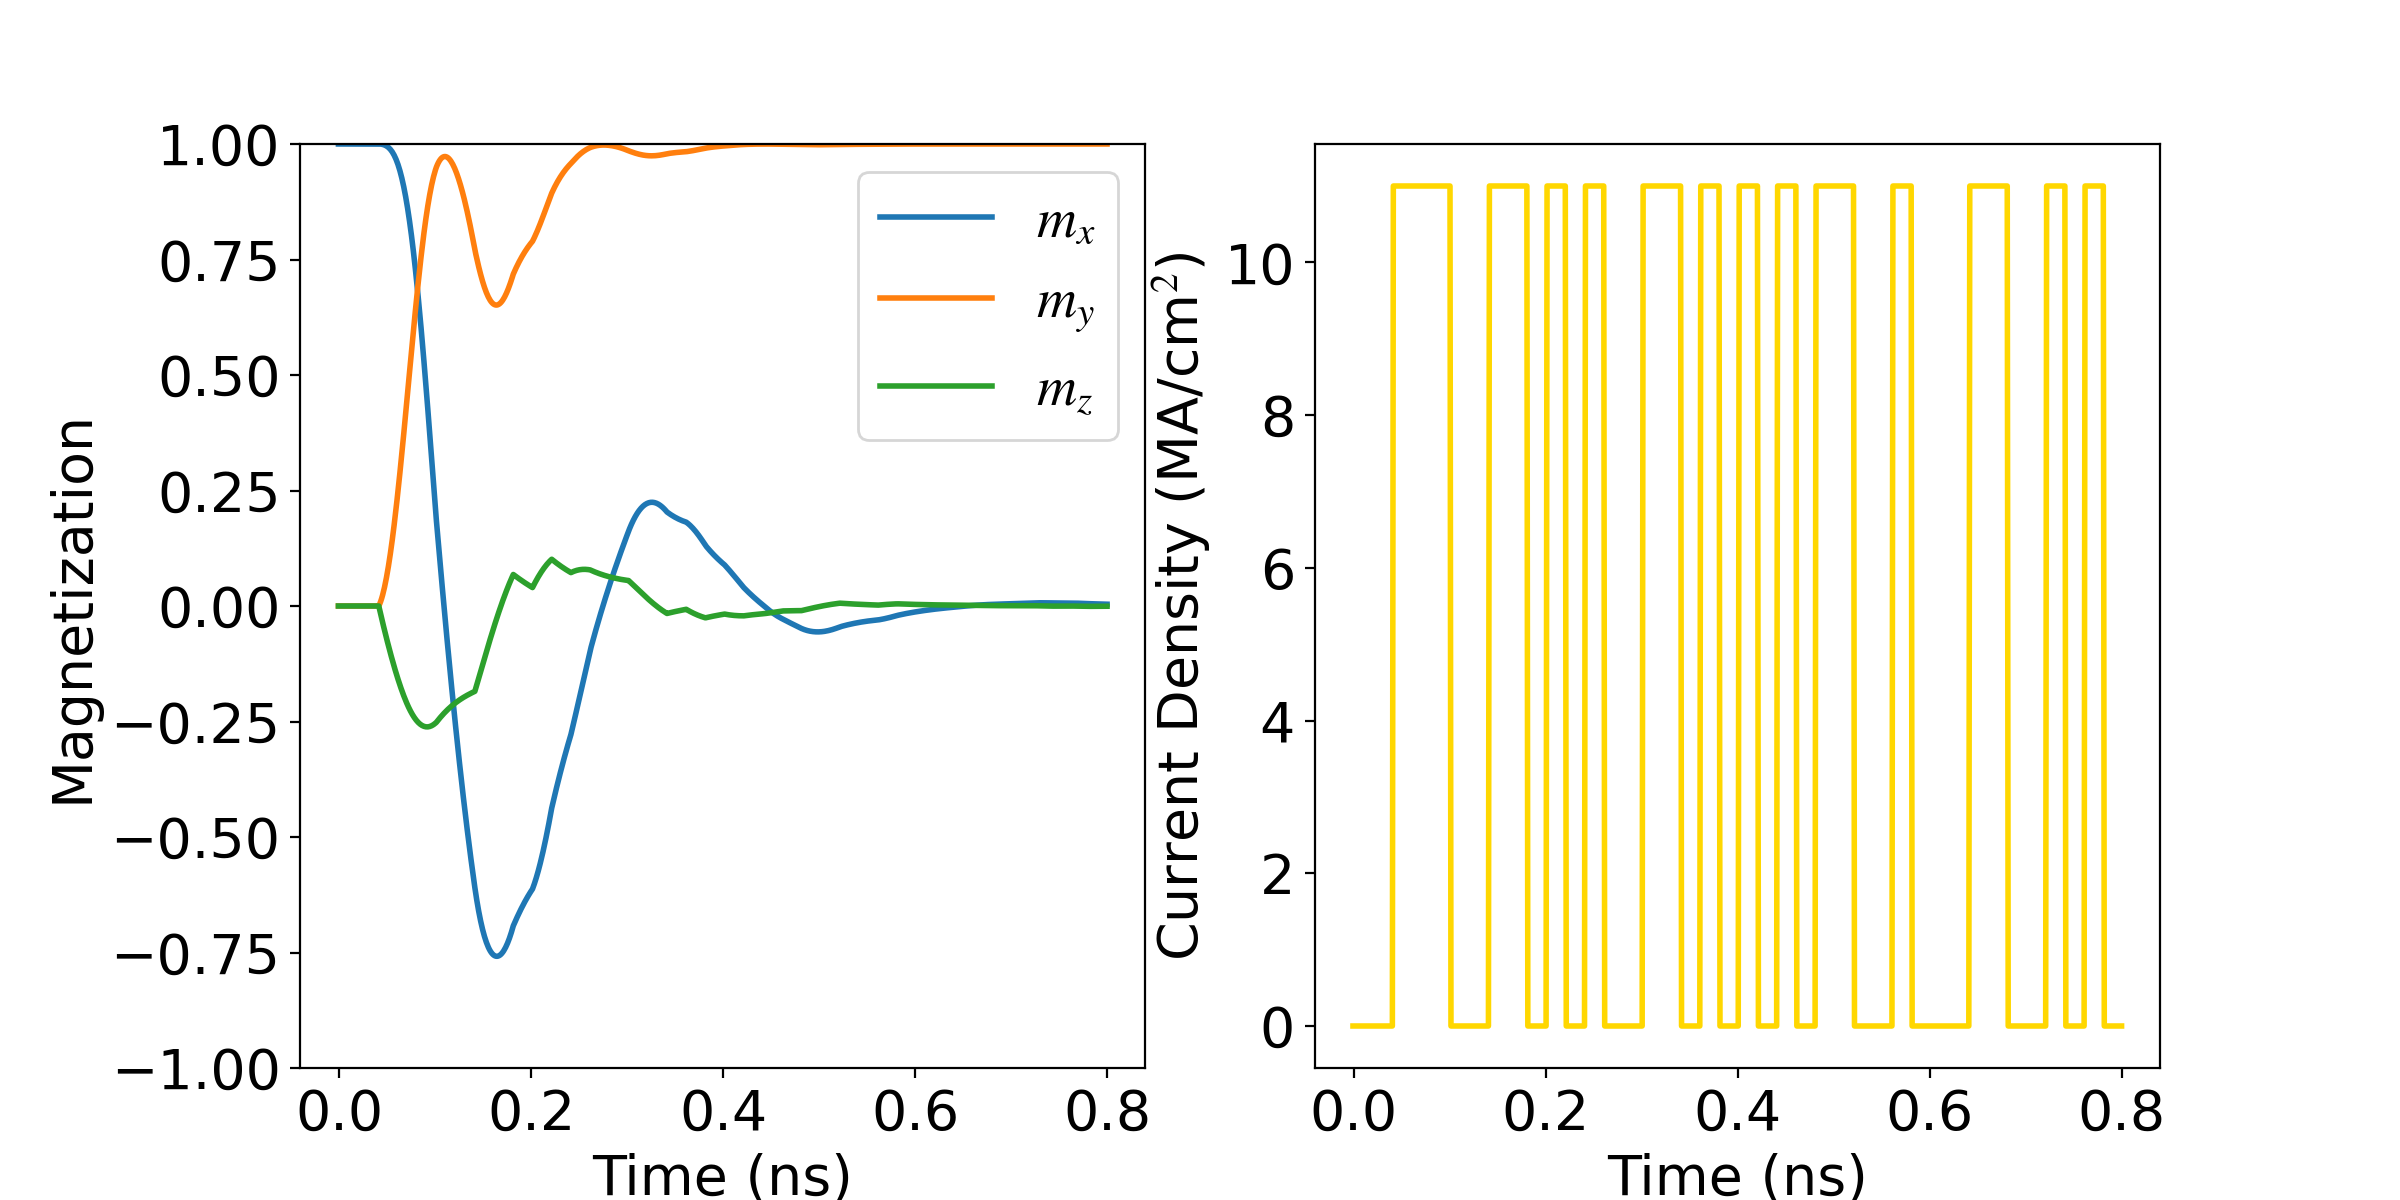 Magnetization
1.00
0.75
0.50
0.25
0.00
−0.25
−0.50
−0.75
−1.00
0.0 0.2 0.4 0.6 0.8
Time (ns)
m_x
m_y
m_z
Current Density (MA/cm²)
10
8
6
4
2
0
0.0 0.2 0.4 0.6 0.8
Time (ns)